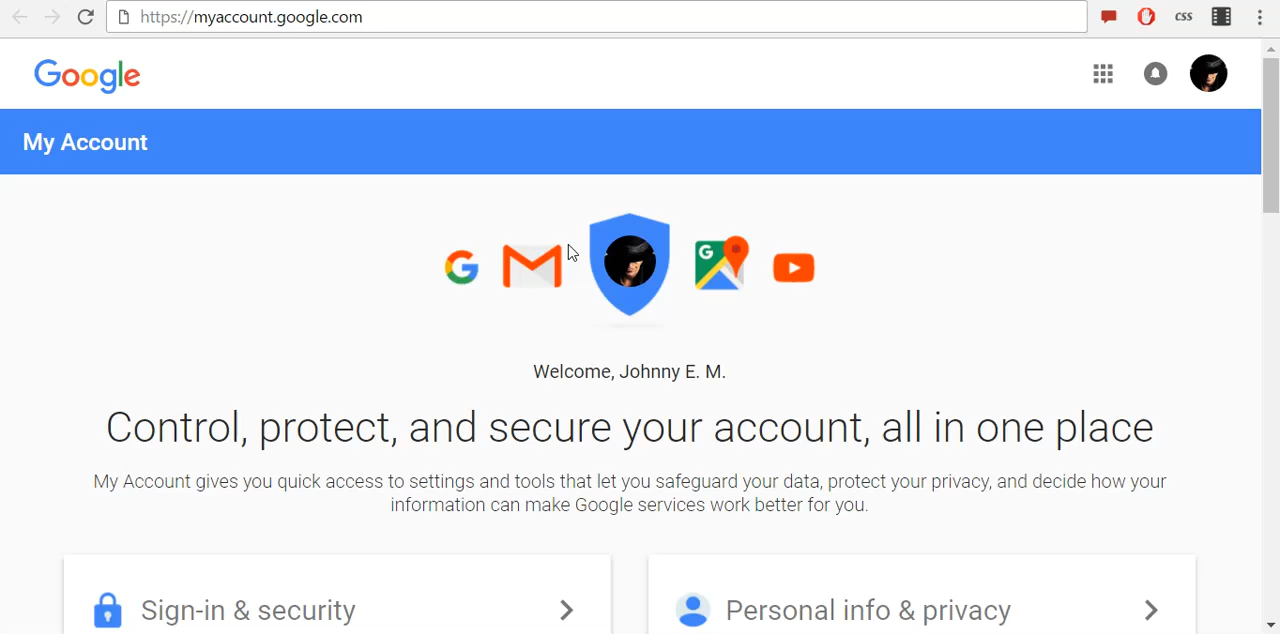 https://myaccount.google.com
CSS
Google
My Account
Welcome, Johnny E. M.
Control, protect, and secure your account, all in one place
My Account gives you quick access to settings and tools that let you safeguard your data, protect your privacy, and decide how your
information can make Google services work better for you.
Sign-in & security
Personal info & privacy